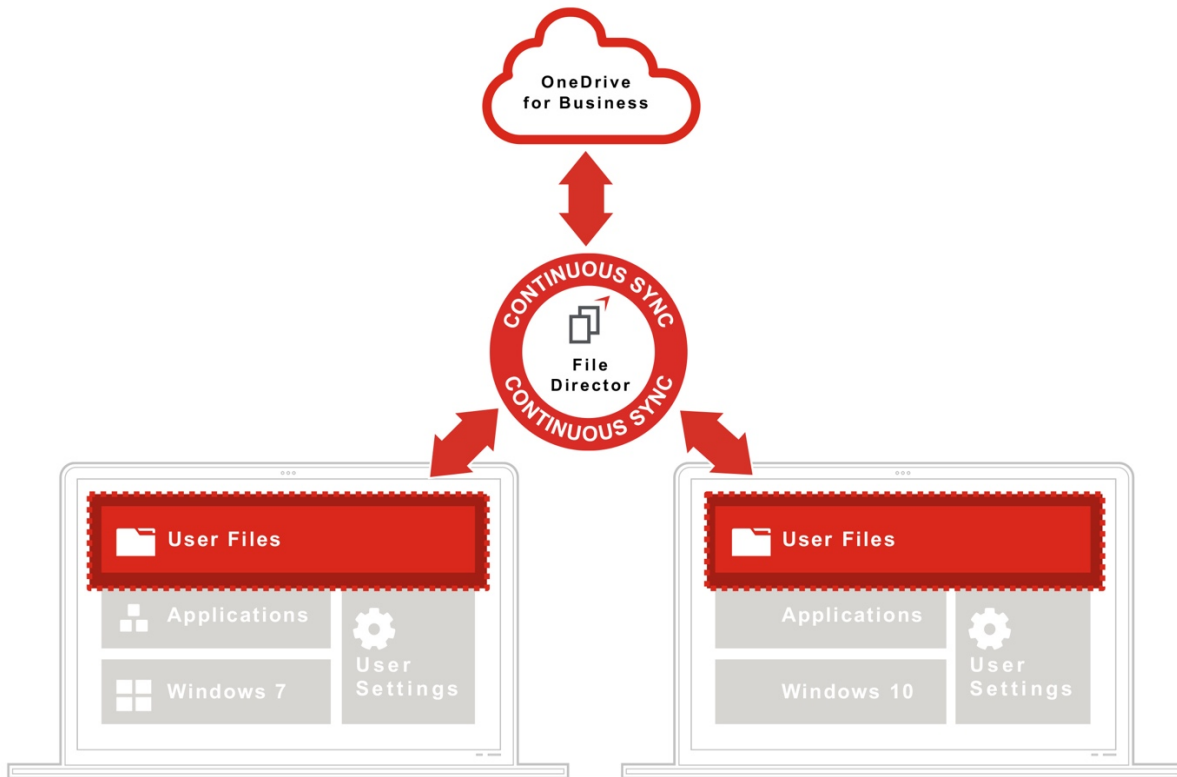 OneDrive
for Business
CONTINUOUS SYNC
File
Director
CONTINUOUS SYNC
User Files
Applications
User
Settings
Windows 7
User Files
Applications
User
Settings
Windows 10